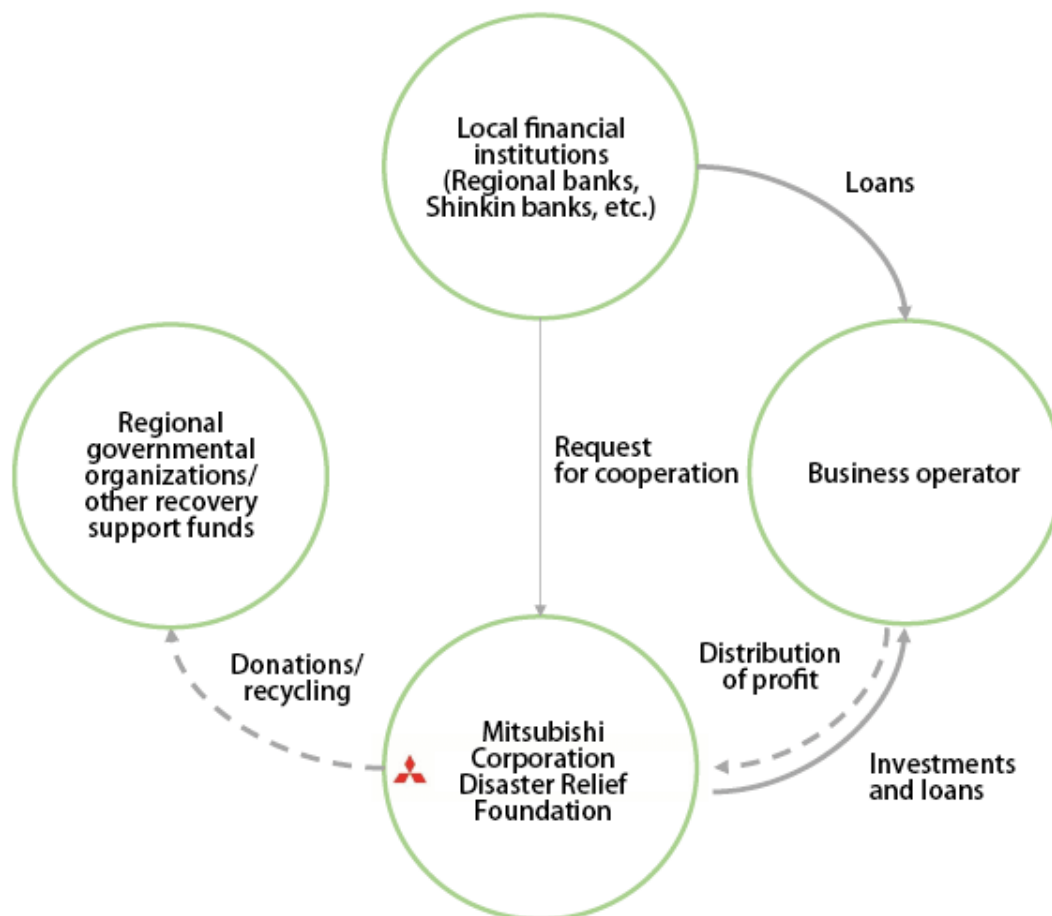 Local financial
institutions
(Regional banks,
Shinkin banks, etc.)
Loans
Regional
governmental
organizations/
other recovery
support funds
Request
for cooperation
Business operator
Donations/
recycling
Distribution
of profit
Mitsubishi
Corporation
Disaster Relief
Foundation
Investments
and loans